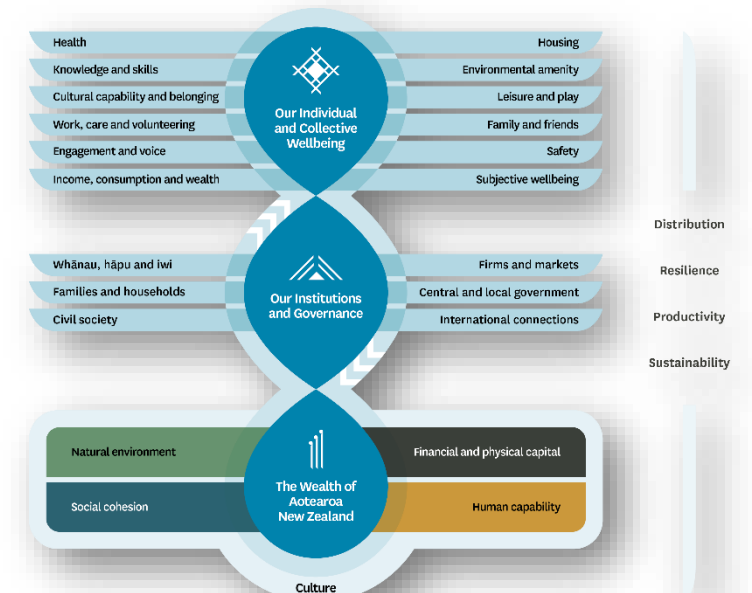 Health
Housing
Knowledge and skills
Environmental amenity
Cultural capability and belonging
Leisure and play
Work, care and volunteering
Family and friends
Engagement and voice
Safety
Income, consumption and wealth
Subjective wellbeing
Our Individual
and Collective
Wellbeing
Whānau, hāpu and iwi
Firms and markets
Families and households
Central and local government
Civil society
International connections
Our Institutions
and Governance
Natural environment
Financial and physical capital
Social cohesion
Human capability
The Wealth of
Aotearoa
New Zealand
Culture
Distribution
Resilience
Productivity
Sustainability